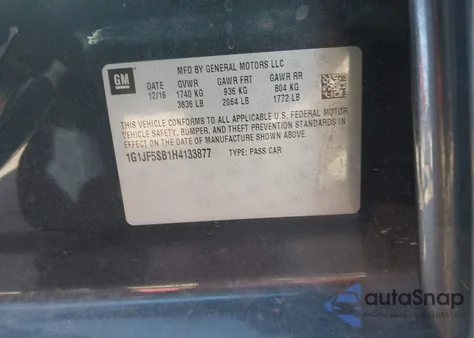 GM
MFD BY GENERAL MOTORS LLC
DATE GVWR GAWR FRT GAWR RR
12/16 1740 KG 936 KG 804 KG
3836 LB 2064 LB 1772 LB
THIS VEHICLE CONFORMS TO ALL APPLICABLE U.S. FEDERAL MOTOR
VEHICLE SAFETY, BUMPER, AND THEFT PREVENTION STANDARDS IN
EFFECT ON THE DATE OF MANUFACTURE SHOWN ABOVE.
1G1JF5SB1H4133877 TYPE: PASS CAR
autoSnap